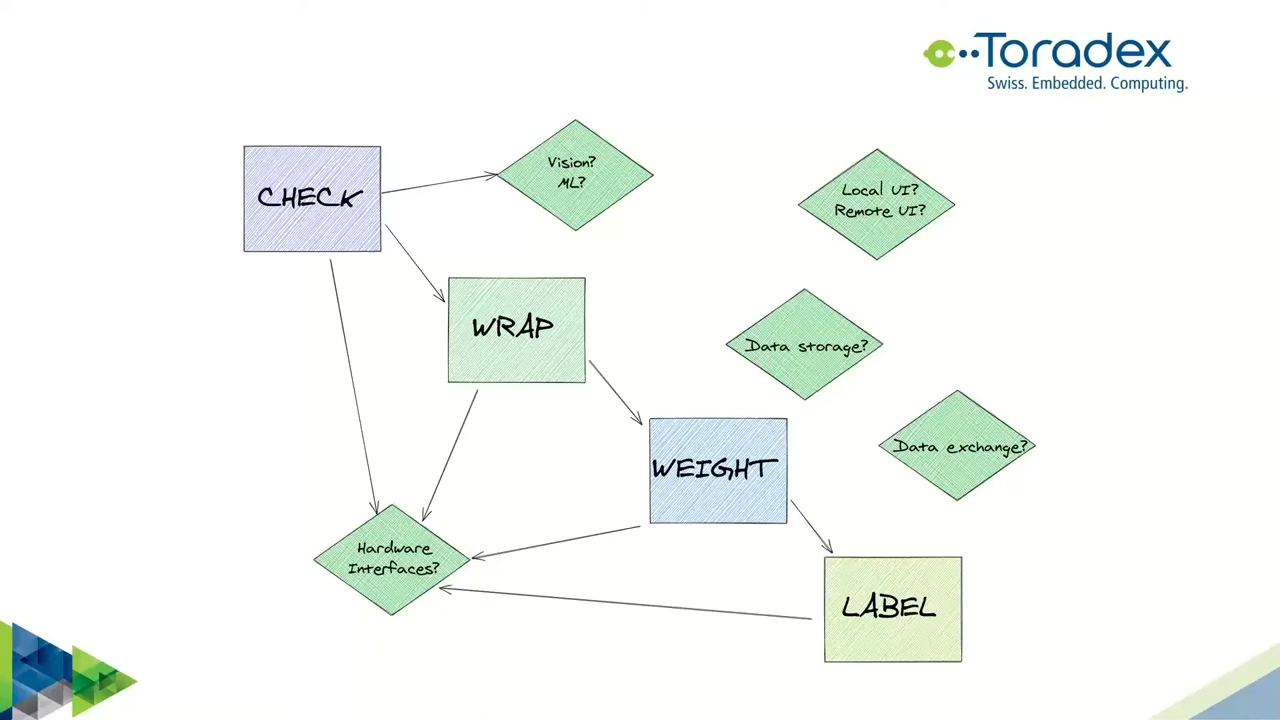 Toradex
Swiss. Embedded. Computing.
CHECK
Vision?
ML?
Local UI?
Remote UI?
WRAP
Data storage?
WEIGHT
Data exchange?
Hardware
Interfaces?
LABEL